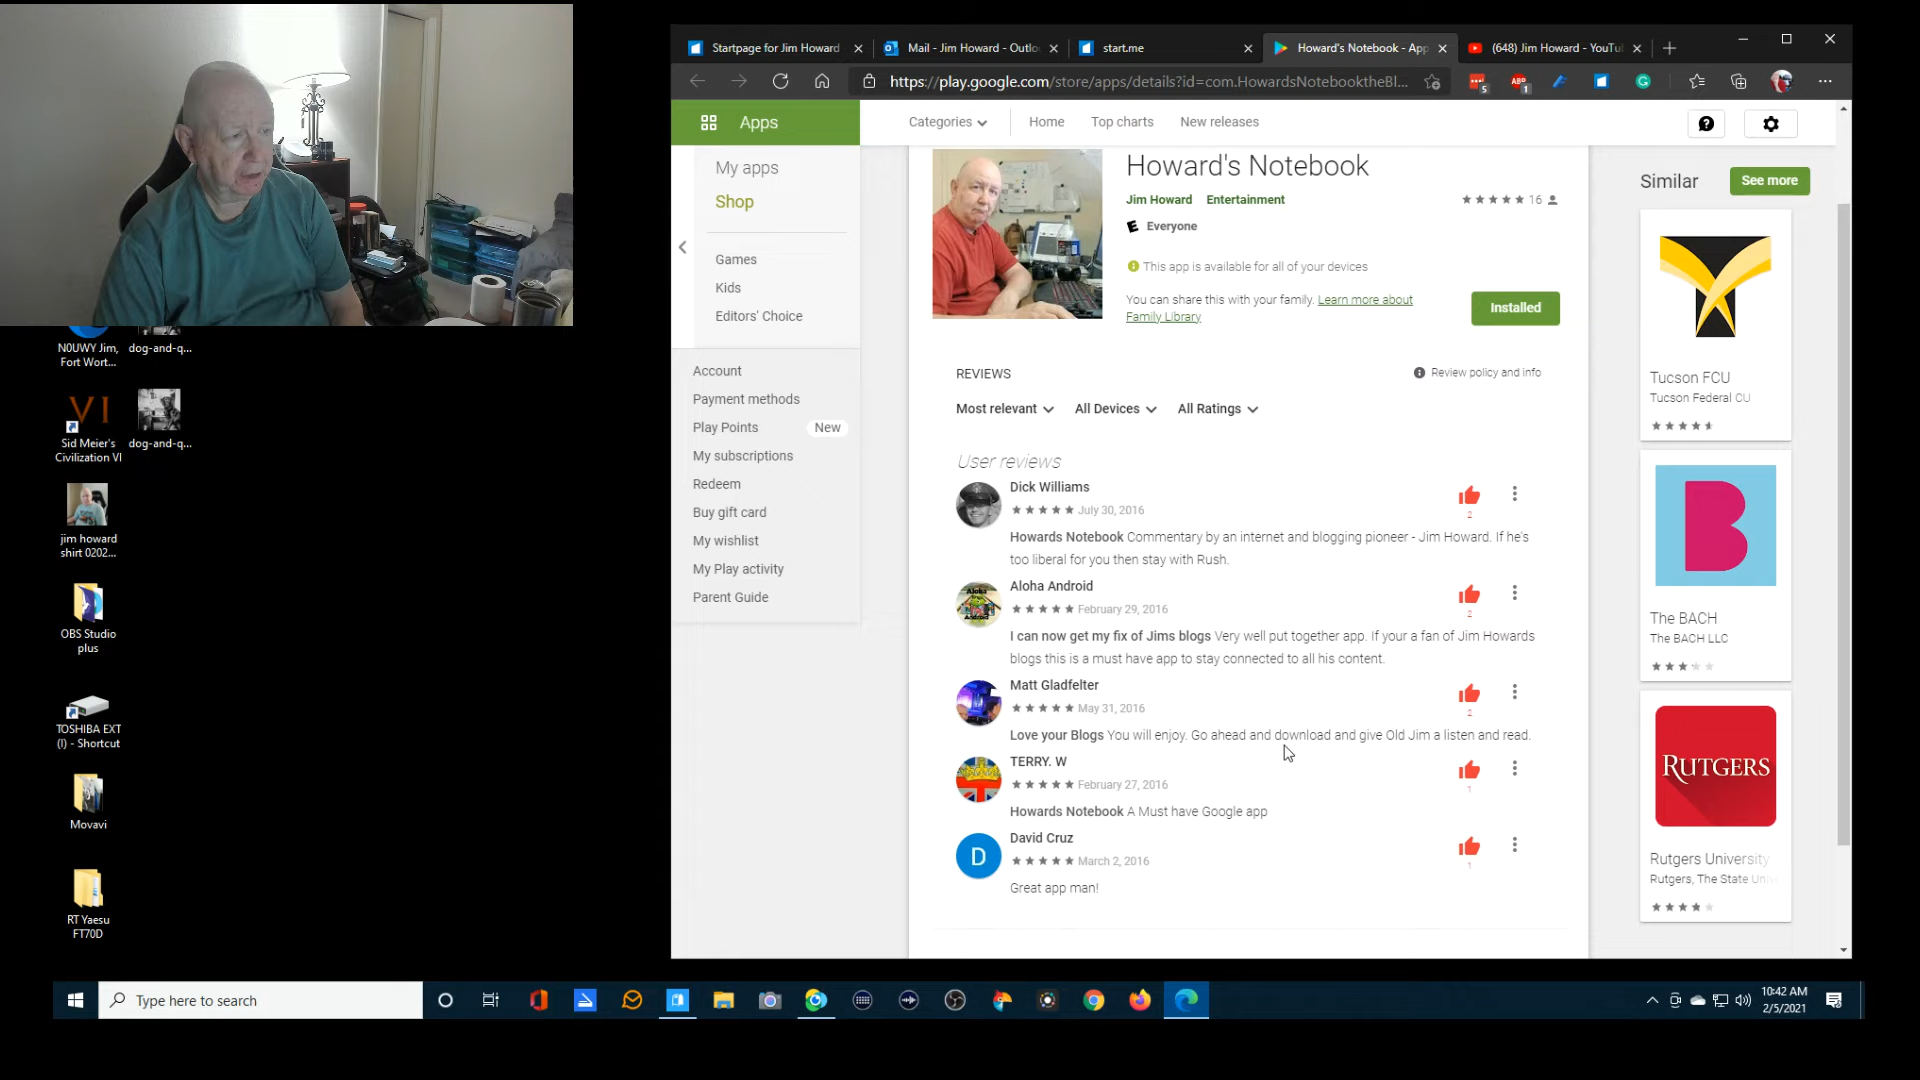 Startpage for Jim Howard
Mail - Jim Howard - Outlo
start.me
Howard's Notebook - App
(648) Jim Howard - YouTu
https://play.google.com/store/apps/details?id=com.HowardsNotebooktheBl...
5
ABP
1
Apps
Categories
Home
Top charts
New releases
My apps
Shop
Games
Kids
Editors' Choice
Account
Payment methods
Play Points
New
My subscriptions
Redeem
Buy gift card
My wishlist
My Play activity
Parent Guide
Howard's Notebook
Jim Howard
Entertainment
16
E
Everyone
This app is available for all of your devices
You can share this with your family. Learn more about
Family Library
Installed
REVIEWS
Review policy and info
Most relevant
All Devices
All Ratings
User reviews
Dick Williams
July 30, 2016
2
Howards Notebook Commentary by an internet and blogging pioneer - Jim Howard. If he's
too liberal for you then stay with Rush.
Aloha Android
February 29, 2016
2
I can now get my fix of Jims blogs Very well put together app. If your a fan of Jim Howards
blogs this is a must have app to stay connected to all his content.
Matt Gladfelter
May 31, 2016
2
Love your Blogs You will enjoy. Go ahead and download and give Old Jim a listen and read.
TERRY. W
February 27, 2016
1
Howards Notebook A Must have Google app
D
David Cruz
March 2, 2016
1
Great app man!
Similar
See more
Tucson FCU
Tucson Federal CU
B
The BACH
The BACH LLC
RUTGERS
Rutgers University
Rutgers, The State Uni
N0UWY Jim,
Fort Wort...
dog-and-q...
VI
Sid Meier's
Civilization VI
dog-and-q...
jim howard
shirt 0202...
OBS Studio
plus
TOSHIBA EXT
(I) - Shortcut
Movavi
RT Yaesu
FT70D
Type here to search
10:42 AM
2/5/2021